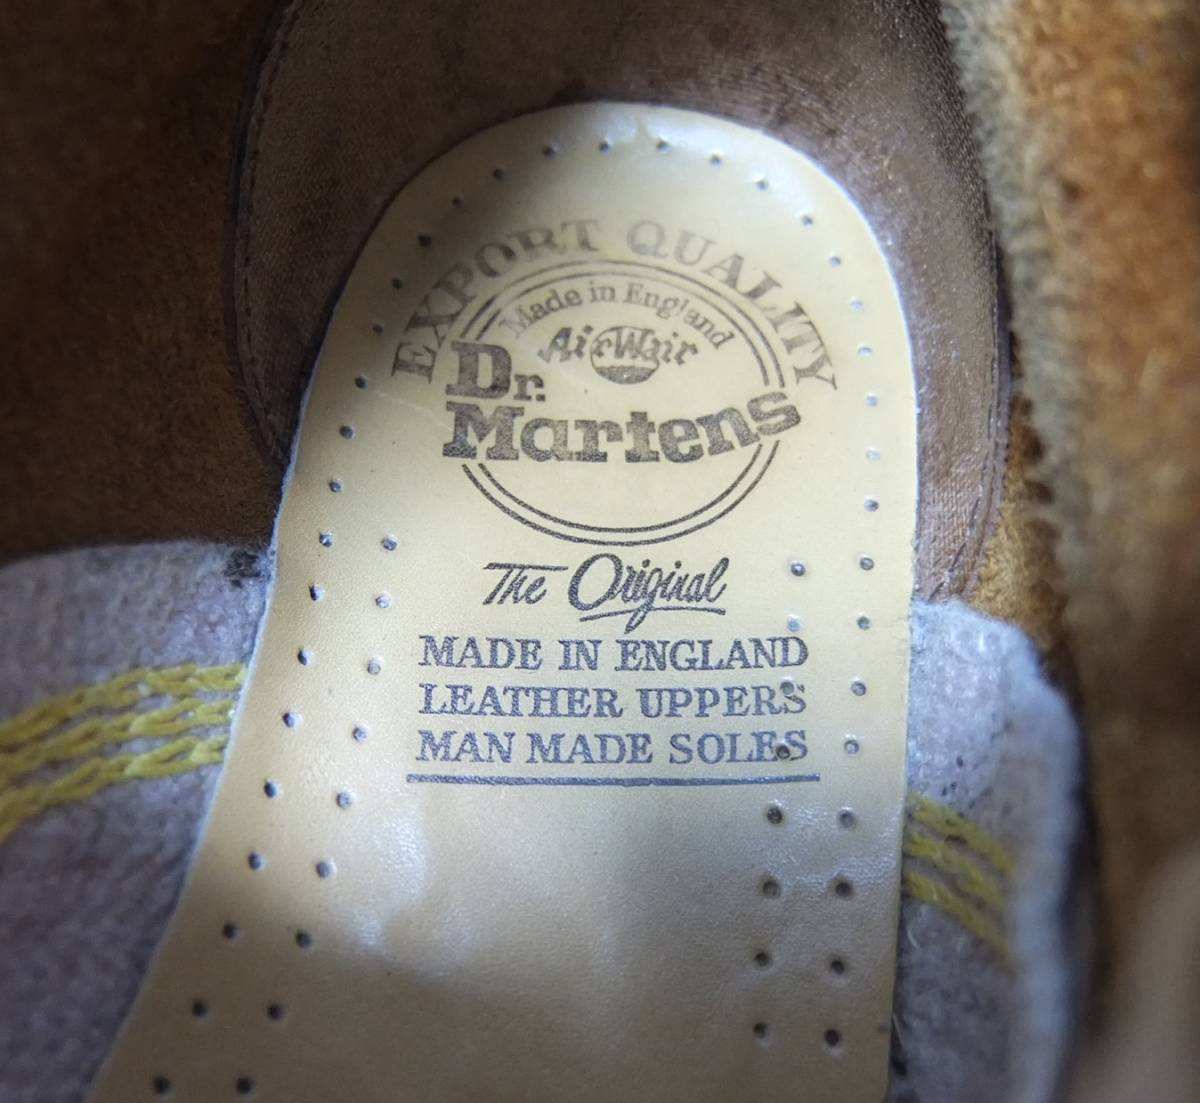 EXPORT QUALITY
Made in England
AirWair
Dr.
Martens
The Original
MADE IN ENGLAND
LEATHER UPPERS
MAN MADE SOLES